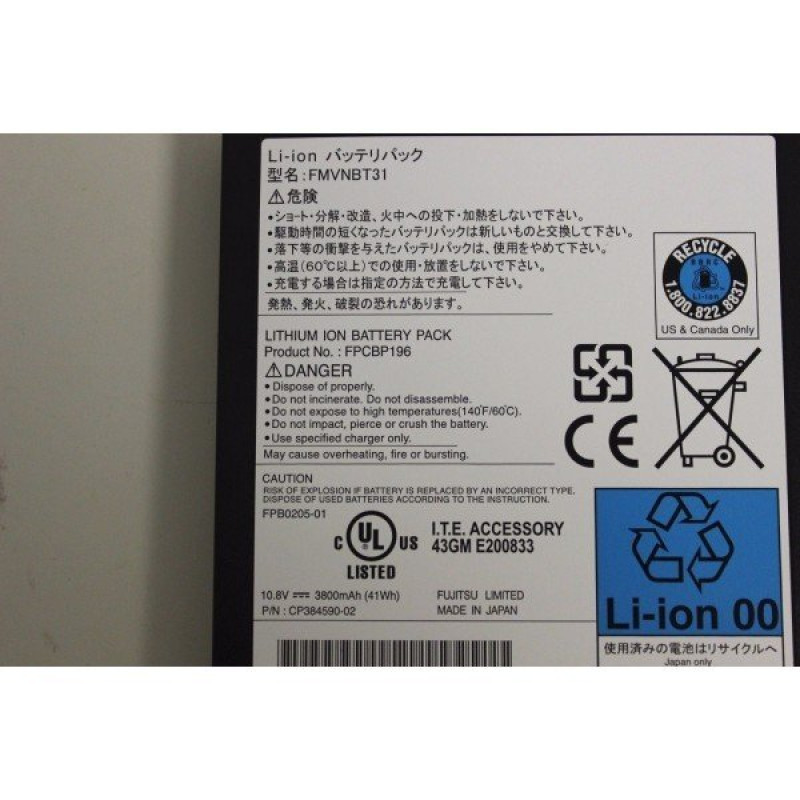 Li-ion バッテリパック
型名:FMVNBT31
⚠危険
•ショート・分解・改造、火中への投下・加熱をしないで下さい。
•駆動時間の短くなったバッテリパックは新しいものと交換して下さい。
•落下等の衝撃を与えたバッテリパックは、使用をやめて下さい。
•高温(60℃以上)での使用・放置をしないで下さい。
•充電する場合は指定の方法で充電して下さい。
発熱、発火、破裂の恐れがあります。
RECYCLE
RBRC
Li-ion
1.800.822.8837
US & Canada Only
LITHIUM ION BATTERY PACK
Product No. : FPCBP196
⚠DANGER
• Dispose of properly.
• Do not incinerate. Do not disassemble.
• Do not expose to high temperatures(140°F/60°C).
• Do not impact, pierce or crush the battery.
• Use specified charger only.
May cause overheating, fire or bursting.
CE
CAUTION
RISK OF EXPLOSION IF BATTERY IS REPLACED BY AN INCORRECT TYPE.
DISPOSE OF USED BATTERIES ACCORDING TO THE INSTRUCTIONS.
FPB0205-01
C UL US
LISTED
I.T.E. ACCESSORY
43GM E200833
10.8V ⎓ 3800mAh (41Wh)
FUJITSU LIMITED
P/N : CP384590-02
MADE IN JAPAN
Li-ion 00
使用済みの電池はリサイクルへ
Japan only